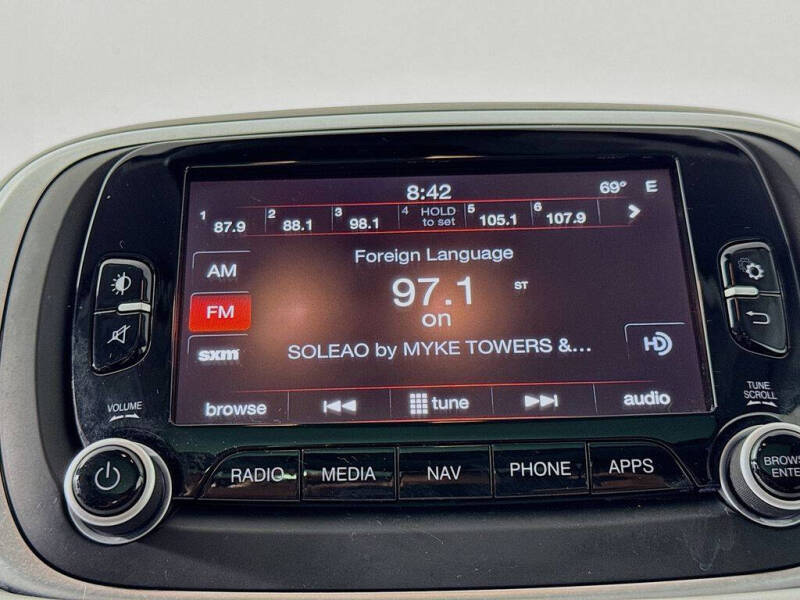 8:42
69° E
1 87.9 2 88.1 3 98.1 4 HOLD to set 5 105.1 6 107.9 >
Foreign Language
AM
97.1 ST
FM
on
sxm
SOLEAO by MYKE TOWERS &...
HD
browse
tune
audio
VOLUME
TUNE
SCROLL
RADIO MEDIA NAV PHONE APPS
BROWS
ENTE